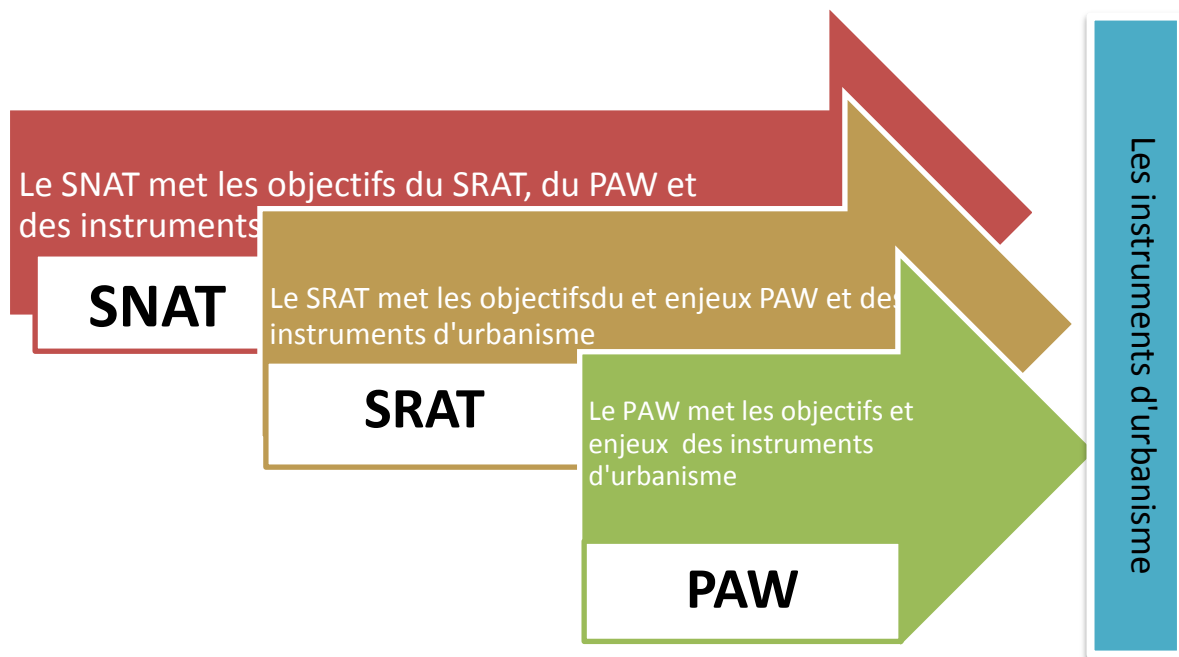 Le SNAT met les objectifs du SRAT, du PAW et
des instruments
SNAT
Le SRAT met les objectifsdu et enjeux PAW et des
instruments d'urbanisme
SRAT
Le PAW met les objectifs et
enjeux des instruments
d'urbanisme
PAW
Les instruments d'urbanisme